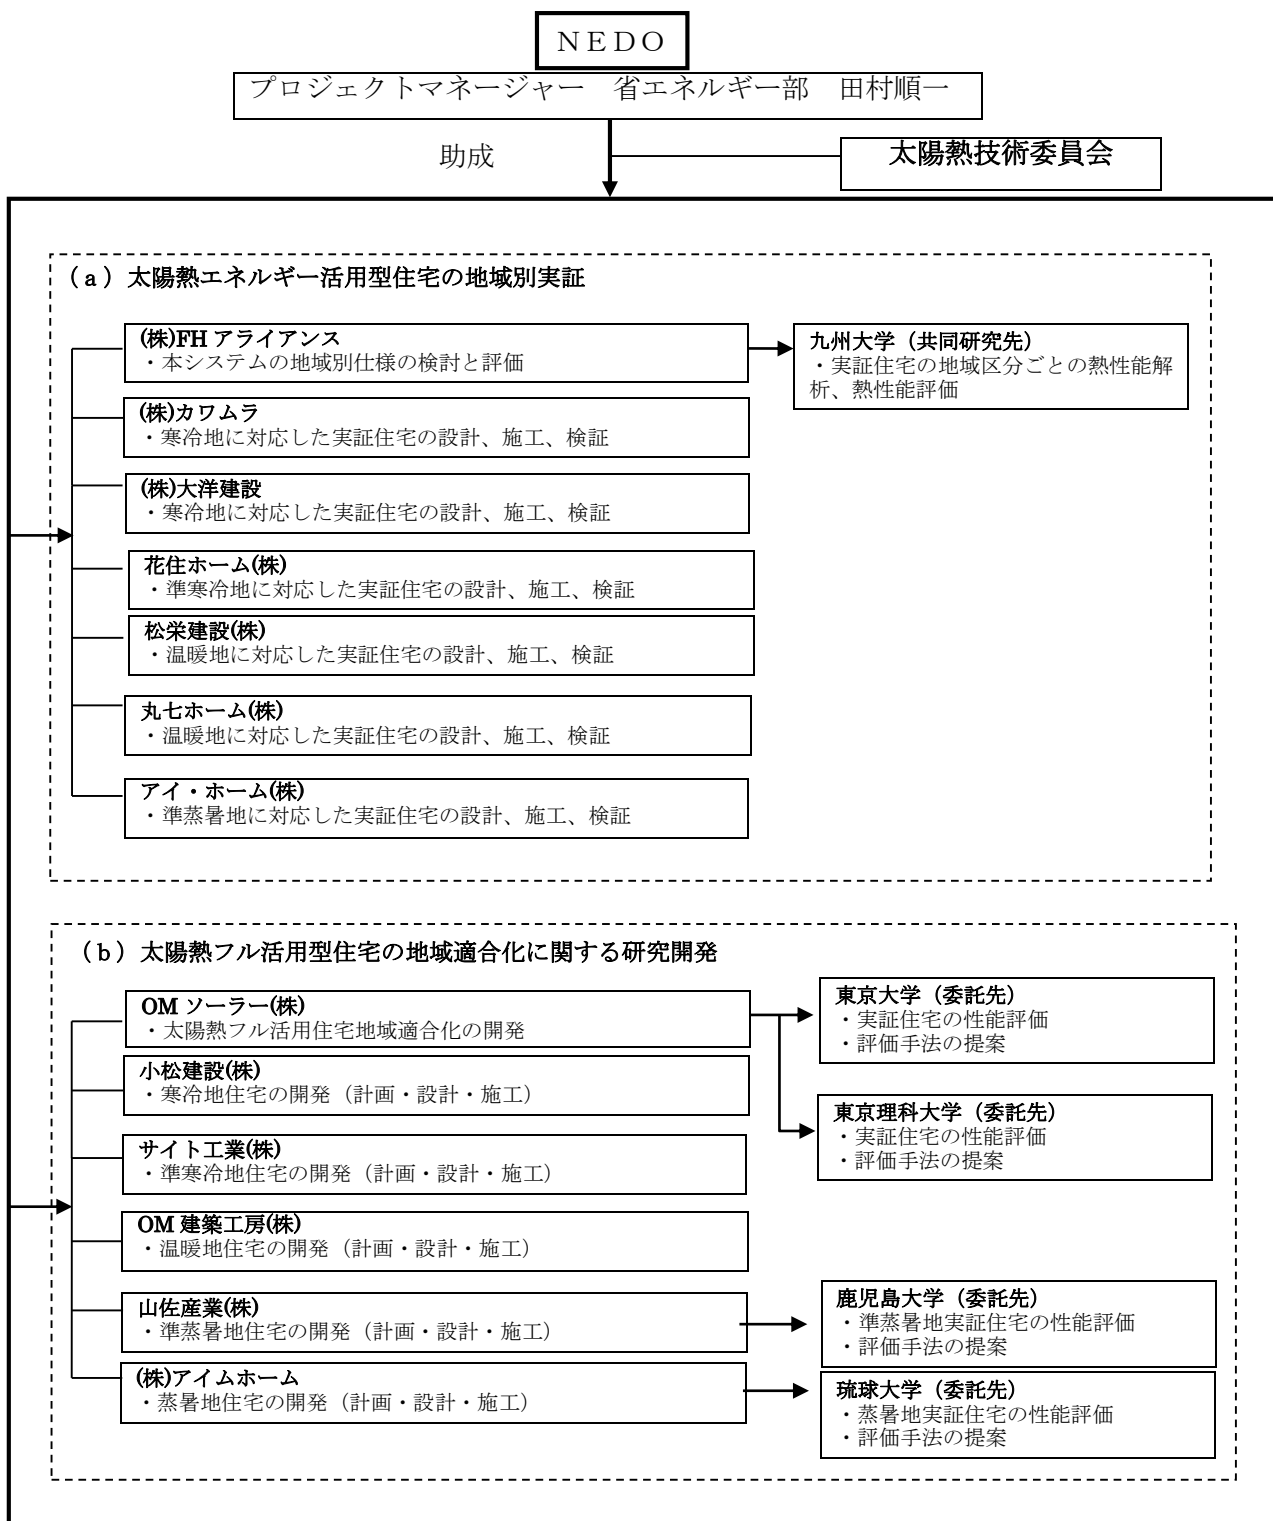 NEDO
プロジェクトマネージャー　省エネルギー部　田村順一
助成
太陽熱技術委員会
（a）太陽熱エネルギー活用型住宅の地域別実証
(株)FH アライアンス
・本システムの地域別仕様の検討と評価
九州大学（共同研究先）
・実証住宅の地域区分ごとの熱性能解
析、熱性能評価
(株)カワムラ
・寒冷地に対応した実証住宅の設計、施工、検証
(株)大洋建設
・寒冷地に対応した実証住宅の設計、施工、検証
花住ホーム(株)
・準寒冷地に対応した実証住宅の設計、施工、検証
松栄建設(株)
・温暖地に対応した実証住宅の設計、施工、検証
丸七ホーム(株)
・温暖地に対応した実証住宅の設計、施工、検証
アイ・ホーム(株)
・準蒸暑地に対応した実証住宅の設計、施工、検証
（b）太陽熱フル活用型住宅の地域適合化に関する研究開発
OM ソーラー(株)
・太陽熱フル活用住宅地域適合化の開発
東京大学（委託先）
・実証住宅の性能評価
・評価手法の提案
小松建設(株)
・寒冷地住宅の開発（計画・設計・施工）
東京理科大学（委託先）
・実証住宅の性能評価
・評価手法の提案
サイト工業(株)
・準寒冷地住宅の開発（計画・設計・施工）
OM 建築工房(株)
・温暖地住宅の開発（計画・設計・施工）
山佐産業(株)
・準蒸暑地住宅の開発（計画・設計・施工）
鹿児島大学（委託先）
・準蒸暑地実証住宅の性能評価
・評価手法の提案
(株)アイムホーム
・蒸暑地住宅の開発（計画・設計・施工）
琉球大学（委託先）
・蒸暑地実証住宅の性能評価
・評価手法の提案